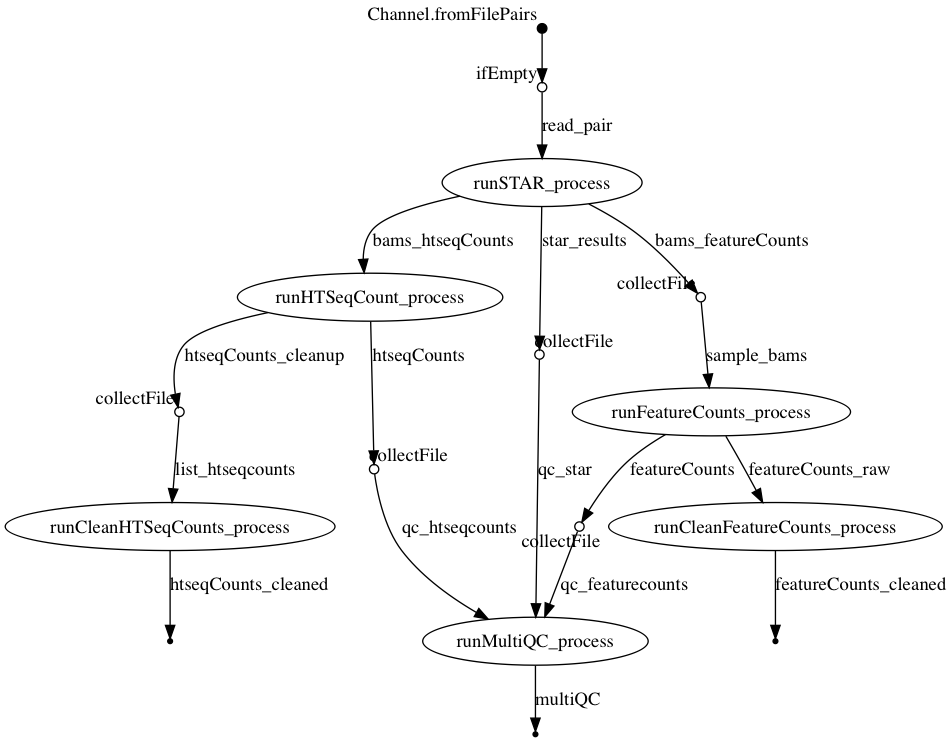 Channel.fromFilePairs
ifEmpty
read_pair
runSTAR_process
bams_htseqCounts
star_results
bams_featureCounts
collectFile
runHTSeqCount_process
collectFile
htseqCounts_cleanup
htseqCounts
sample_bams
collectFile
runFeatureCounts_process
collectFile
list_htseqcounts
qc_star
featureCounts
featureCounts_raw
runCleanHTSeqCounts_process
qc_htseqcounts
collectFile
runCleanFeatureCounts_process
htseqCounts_cleaned
qc_featurecounts
featureCounts_cleaned
runMultiQC_process
multiQC